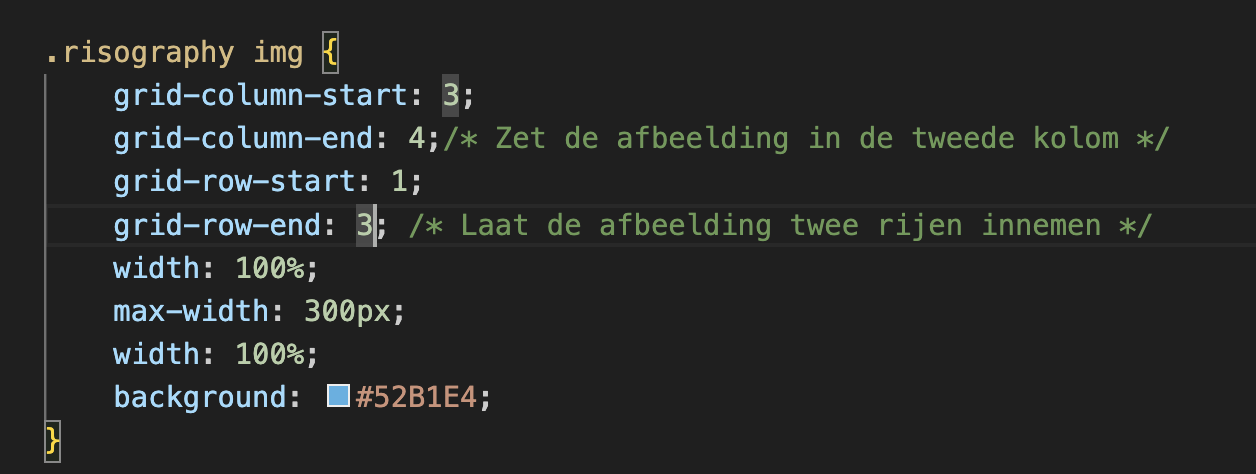 .risography img {
grid-column-start: 3;
grid-column-end: 4;/* Zet de afbeelding in de tweede kolom */
grid-row-start: 1;
grid-row-end: 3; /* Laat de afbeelding twee rijen innemen */
width: 100%;
max-width: 300px;
width: 100%;
background: #52B1E4;
}